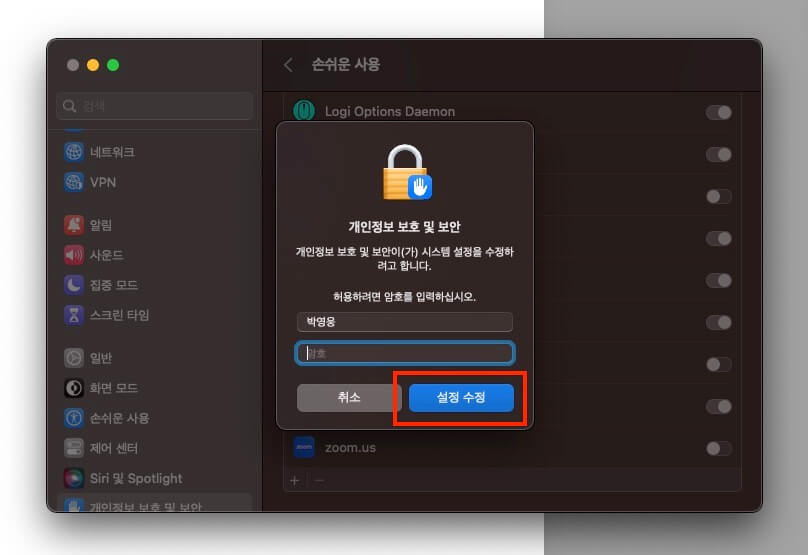 손쉬운 사용
검색
네트워크
VPN
알림
사운드
집중 모드
스크린 타임
일반
화면 모드
손쉬운 사용
제어 센터
Siri 및 Spotlight
개인정보 보호 및 보안
Logi Options Daemon
개인정보 보호 및 보안
개인정보 보호 및 보안이(가) 시스템 설정을 수정하
려고 합니다.
허용하려면 암호를 입력하십시오.
박영웅
암호
취소
설정 수정
zoom
zoom.us